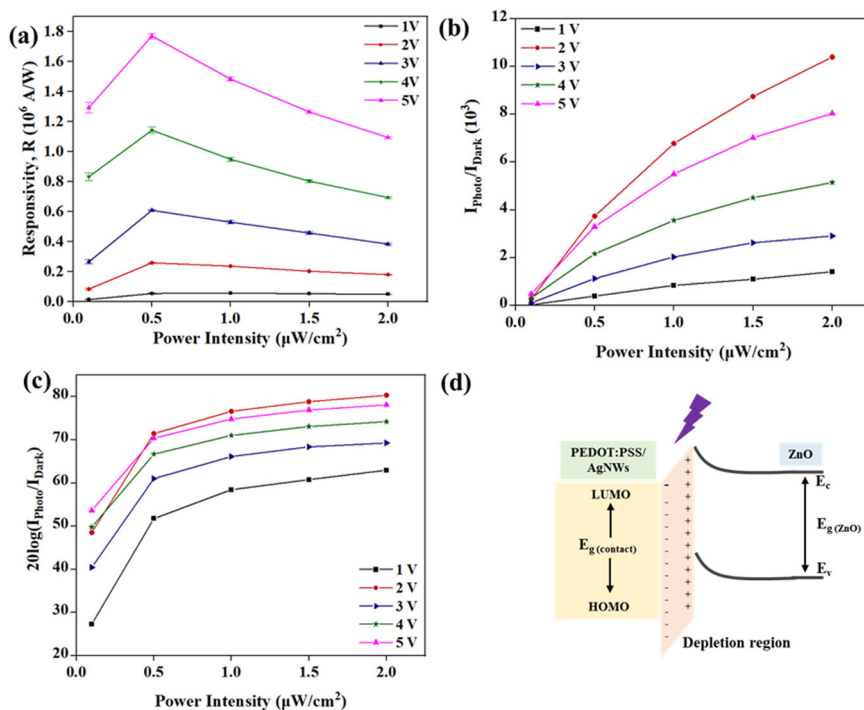 (a)
1V
2V
3V
4V
5V
Responsivity, R (10⁶ A/W)
1.8
1.6
1.4
1.2
1.0
0.8
0.6
0.4
0.2
0.0
0.0 0.5 1.0 1.5 2.0
Power Intensity (μW/cm²)
(b)
1 V
2 V
3 V
4 V
5 V
I_Photo/I_Dark (10³)
10
8
6
4
2
0
0.0 0.5 1.0 1.5 2.0
Power Intensity (μW/cm²)
(c)
20log(I_Photo/I_Dark)
80
70
60
50
40
30
20
1 V
2 V
3 V
4 V
5 V
0.0 0.5 1.0 1.5 2.0
Power Intensity (μW/cm²)
(d)
PEDOT:PSS/
AgNWs
ZnO
LUMO
E_c
E_g (contact)
E_g (ZnO)
E_v
HOMO
Depletion region